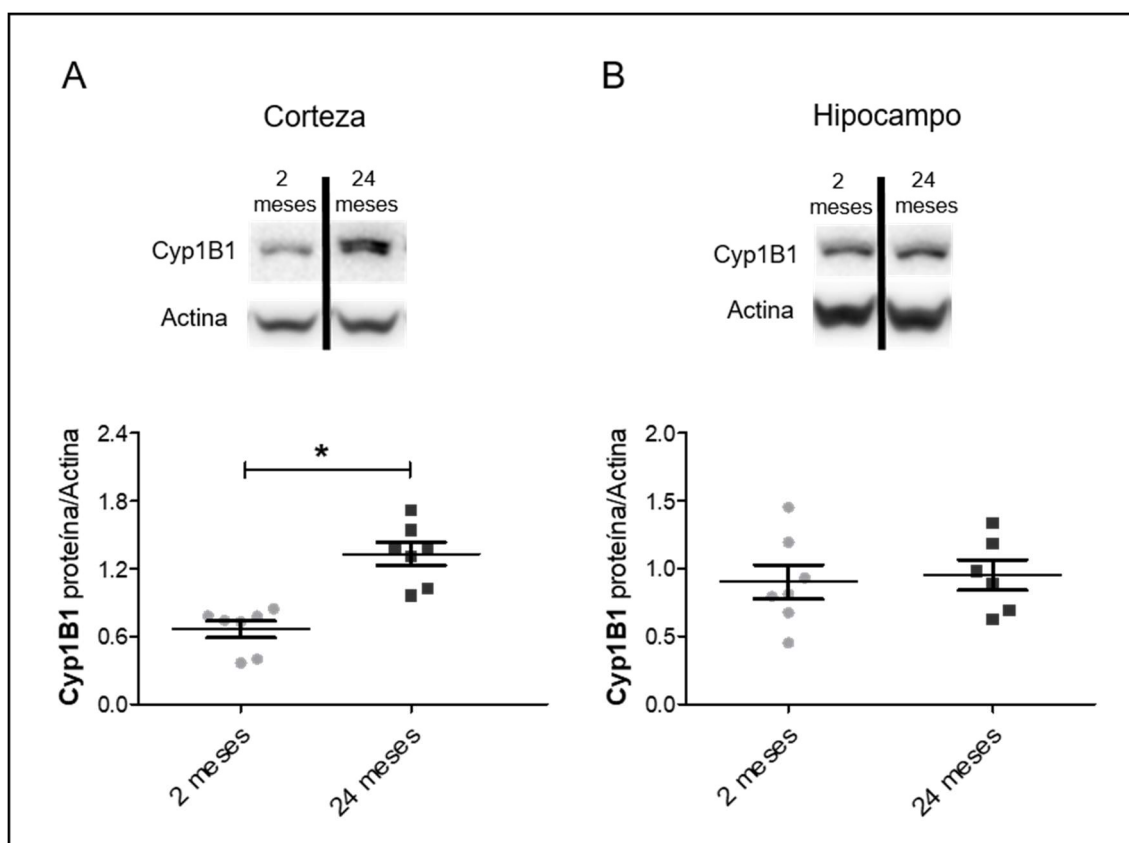 A
Corteza
2 meses
24 meses
Cyp1B1
Actina
Cyp1B1 proteína/Actina
2.4
1.8
1.2
0.6
0.0
*
2 meses
24 meses
B
Hipocampo
2 meses
24 meses
Cyp1B1
Actina
Cyp1B1 proteína/Actina
2.0
1.5
1.0
0.5
0.0
2 meses
24 meses